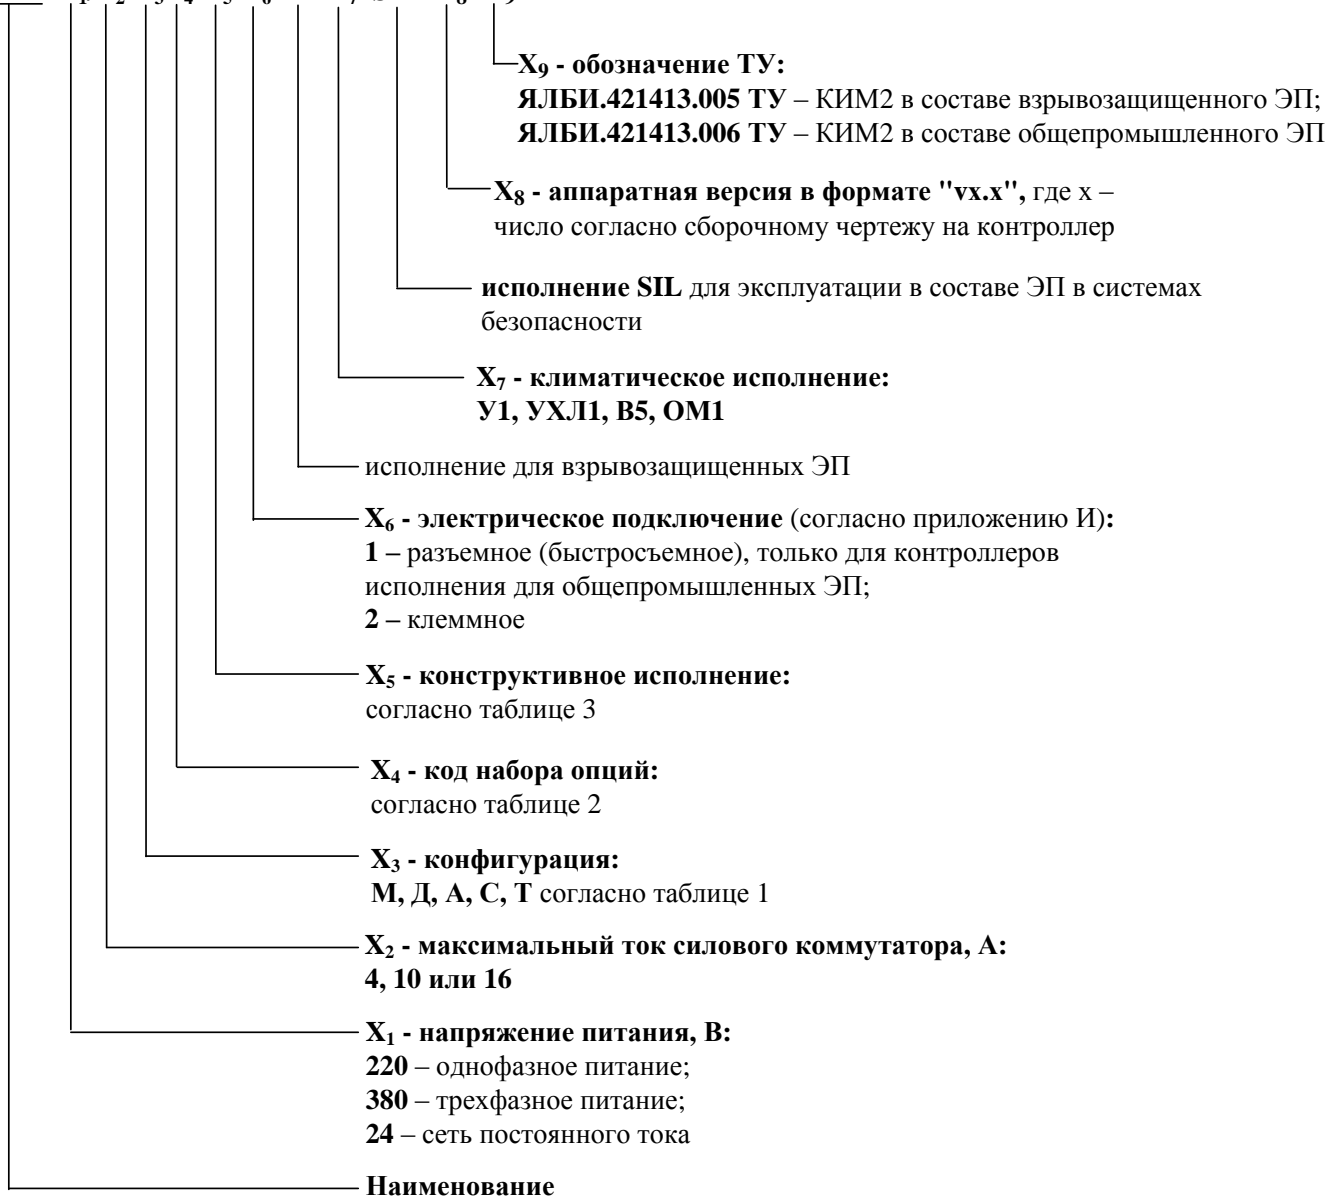 X9 - обозначение ТУ:
ЯЛБИ.421413.005 ТУ – КИМ2 в составе взрывозащищенного ЭП;
ЯЛБИ.421413.006 ТУ – КИМ2 в составе общепромышленного ЭП
X8 - аппаратная версия в формате "vx.x", где x –
число согласно сборочному чертежу на контроллер
исполнение SIL для эксплуатации в составе ЭП в системах
безопасности
X7 - климатическое исполнение:
У1, УХЛ1, В5, ОМ1
исполнение для взрывозащищенных ЭП
X6 - электрическое подключение (согласно приложению И):
1 – разъемное (быстросъемное), только для контроллеров
исполнения для общепромышленных ЭП;
2 – клеммное
X5 - конструктивное исполнение:
согласно таблице 3
X4 - код набора опций:
согласно таблице 2
X3 - конфигурация:
М, Д, А, С, Т согласно таблице 1
X2 - максимальный ток силового коммутатора, А:
4, 10 или 16
X1 - напряжение питания, В:
220 – однофазное питание;
380 – трехфазное питание;
24 – сеть постоянного тока
Наименование